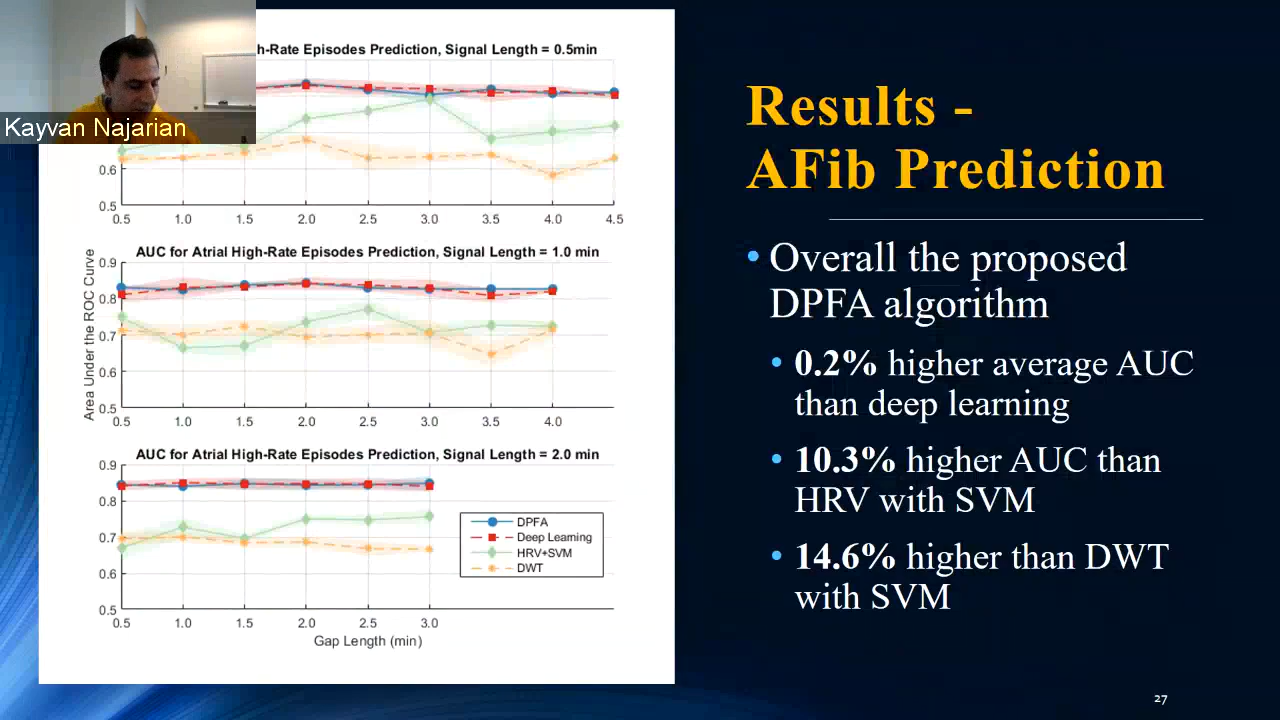 Kayvan Najarian
h-Rate Episodes Prediction, Signal Length = 0.5min
0.6
0.5
0.5 1.0 1.5 2.0 2.5 3.0 3.5 4.0 4.5
AUC for Atrial High-Rate Episodes Prediction, Signal Length = 1.0 min
Area Under the ROC Curve
0.9
0.8
0.7
0.6
0.5
0.5 1.0 1.5 2.0 2.5 3.0 3.5 4.0
AUC for Atrial High-Rate Episodes Prediction, Signal Length = 2.0 min
0.9
0.8
0.7
0.6
0.5
DPFA
Deep Learning
HRV+SVM
DWT
0.5 1.0 1.5 2.0 2.5 3.0
Gap Length (min)
Results -
AFib Prediction
• Overall the proposed
DPFA algorithm
• 0.2% higher average AUC
than deep learning
• 10.3% higher AUC than
HRV with SVM
• 14.6% higher than DWT
with SVM
27